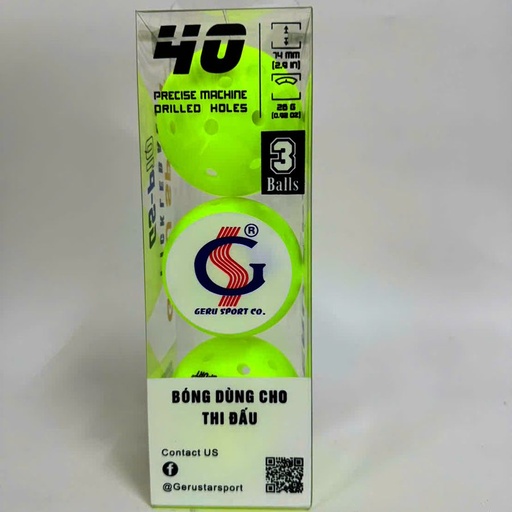 40
PRECISE MACHINE
DRILLED HOLES
74 MM
(2.9 IN)
26 G
(0.98 OZ)
3
Balls
GS ®
GERU SPORT CO.
BÓNG DÙNG CHO
THI ĐẤU
Contact US
@Gerustarsport